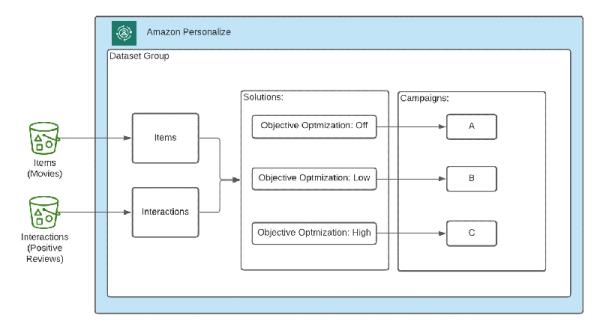 Amazon Personalize
Dataset Group
Solutions:
Campaigns:
Items
Objective Optmization: Off
A
Items
(Movies)
Objective Optmization: Low
B
Interactions
Objective Optmization: High
C
Interactions
(Positive
Reviews)